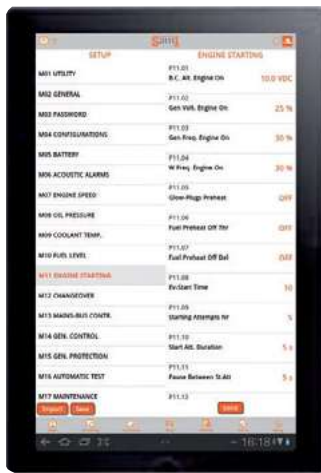 Sam1
SETUP
ENGINE STARTING
M01 UTILITY
M02 GENERAL
M03 PASSWORD
M04 CONFIGURATIONS
M05 BATTERY
M06 ACOUSTIC ALARMS
M07 ENGINE SPEED
M08 OIL PRESSURE
M09 COOLANT TEMP.
M10 FUEL LEVEL
M11 ENGINE STARTING
M12 CHANGEOVER
M13 MAINS-BUS CONTR.
M14 GEN. CONTROL
M15 GEN. PROTECTION
M16 AUTOMATIC TEST
M17 MAINTENANCE
P11.01
B.C. Alt. Engine On 10.0 VDC
P11.02
Gen Volt. Engine On 25 %
P11.03
Gen Freq. Engine On 30 %
P11.04
W Freq. Engine On 30 %
P11.05
Glow-Plugs Preheat OFF
P11.06
Fuel Preheat Off Thr OFF
P11.07
Fuel Preheat Off Del OFF
P11.08
Ev.Start Time 10
P11.09
Starting Attempts Nr 5
P11.10
Start Att. Duration 5 s
P11.11
Pause Between St.Att 5 s
P11.12
Import Save Send
16:18